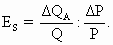 E_S = ΔQ_A / Q : ΔP / P.